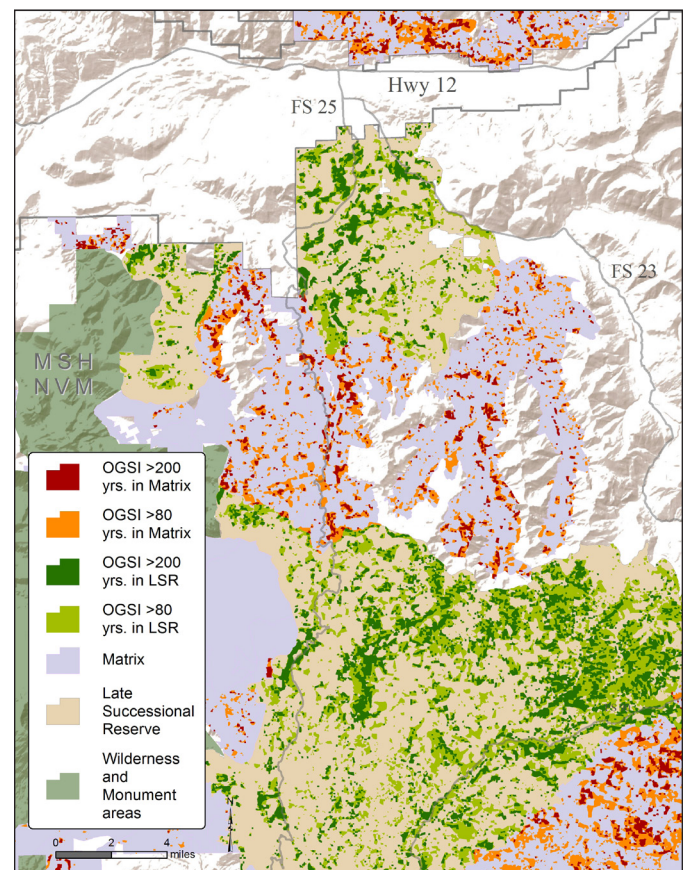 Hwy 12
FS 25
FS 23
MSH
NVM
OGSI >200
yrs. in Matrix
OGSI >80
yrs. in Matrix
OGSI >200
yrs. in LSR
OGSI >80
yrs. in LSR
Matrix
Late
Successional
Reserve
Wilderness
and
Monument
areas
0 2 4
miles